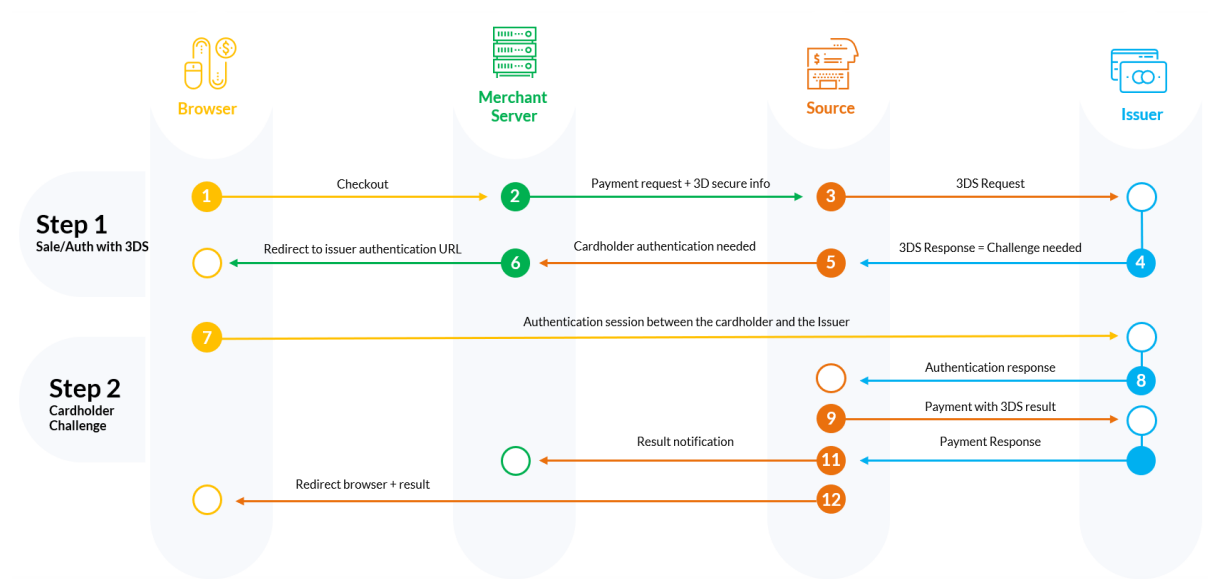 Browser
Merchant
Server
Source
Issuer
Step 1
Sale/Auth with 3DS
1
Checkout
2
Payment request + 3D secure info
3
3DS Request
Redirect to issuer authentication URL
6
Cardholder authentication needed
5
3DS Response = Challenge needed
4
Step 2
Cardholder
Challenge
7
Authentication session between the cardholder and the Issuer
Authentication response
8
9
Payment with 3DS result
Result notification
11
Payment Response
Redirect browser + result
12